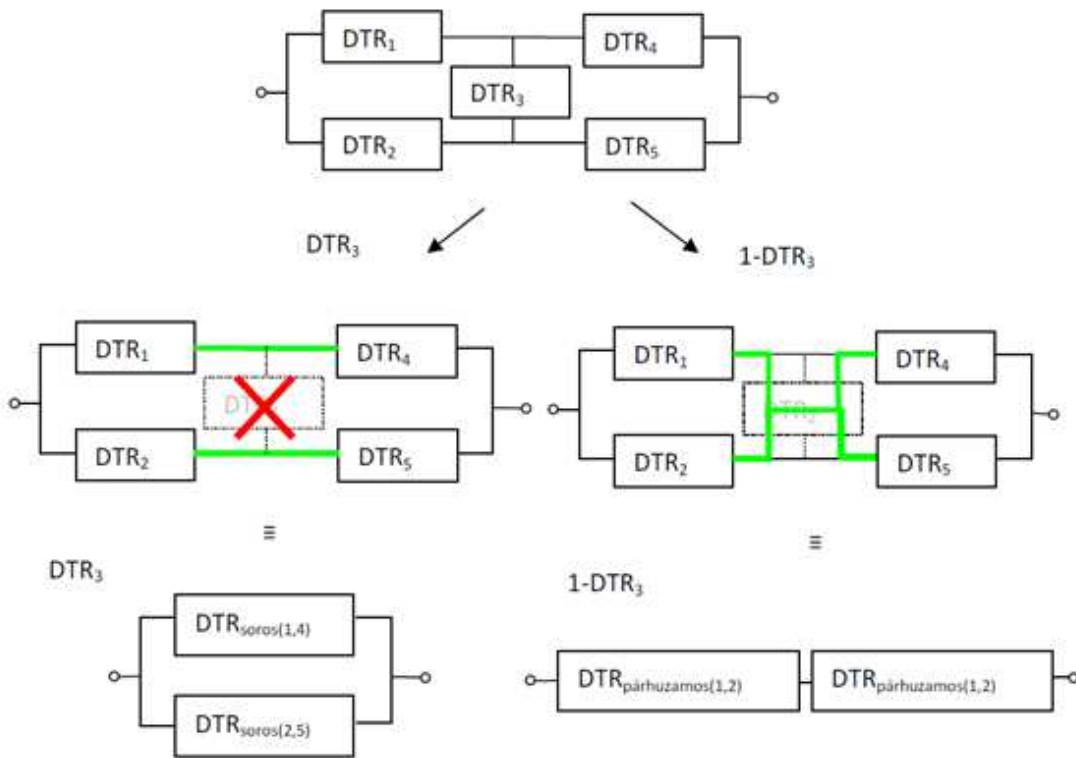 DTR₁
DTR₄
DTR₃
DTR₂
DTR₅
DTR₃
1-DTR₃
DTR₁
DTR₄
DTR₂
DTR₅
DTR₁
DTR₄
DTR₃
DTR₂
DTR₅
≡
≡
DTR₃
1-DTR₃
DTRsoros(1,4)
DTRsoros(2,5)
DTRpárhuzamos(1,2)
DTRpárhuzamos(1,2)